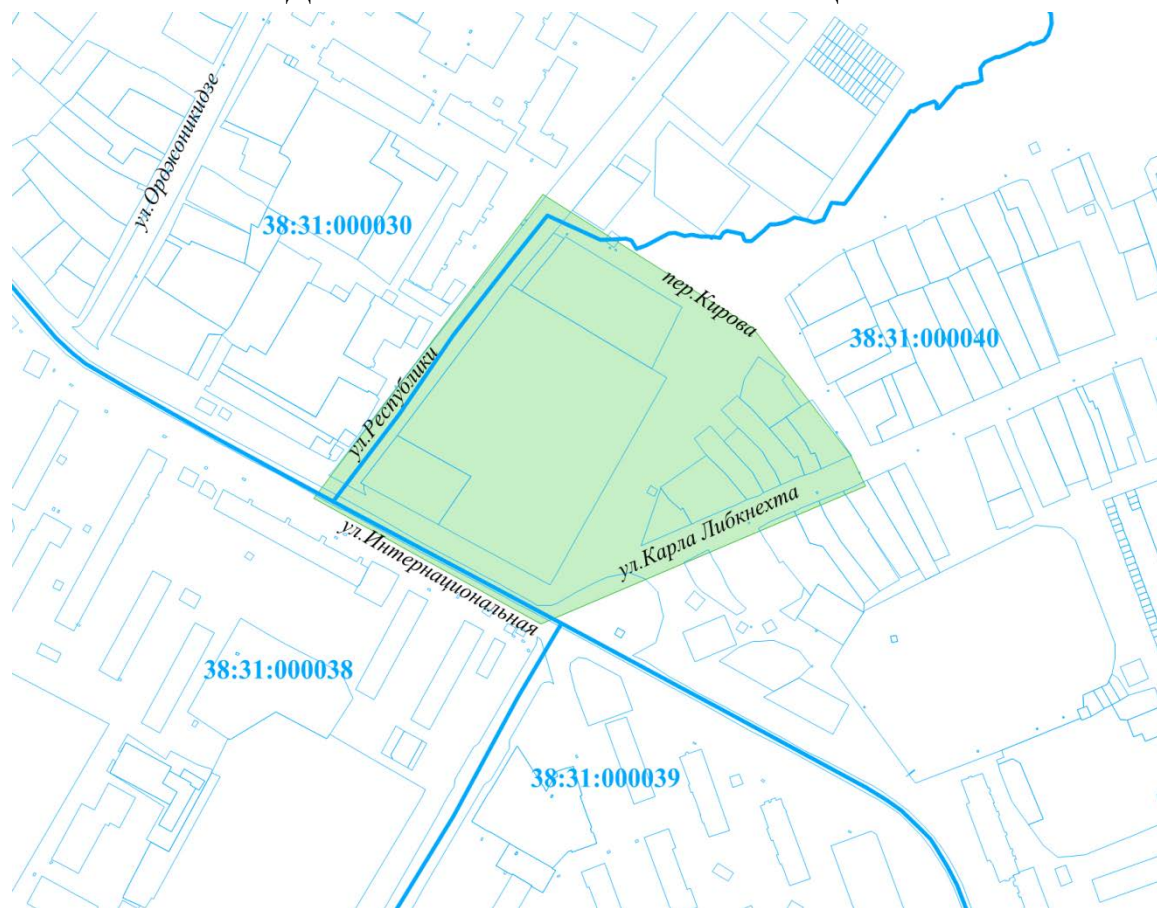 ул.Орджоникидзе
38:31:000030
пер.Кирова
38:31:000040
ул.Республики
ул.Карла Либкнехта
ул.Интернациональная
38:31:000038
38:31:000039